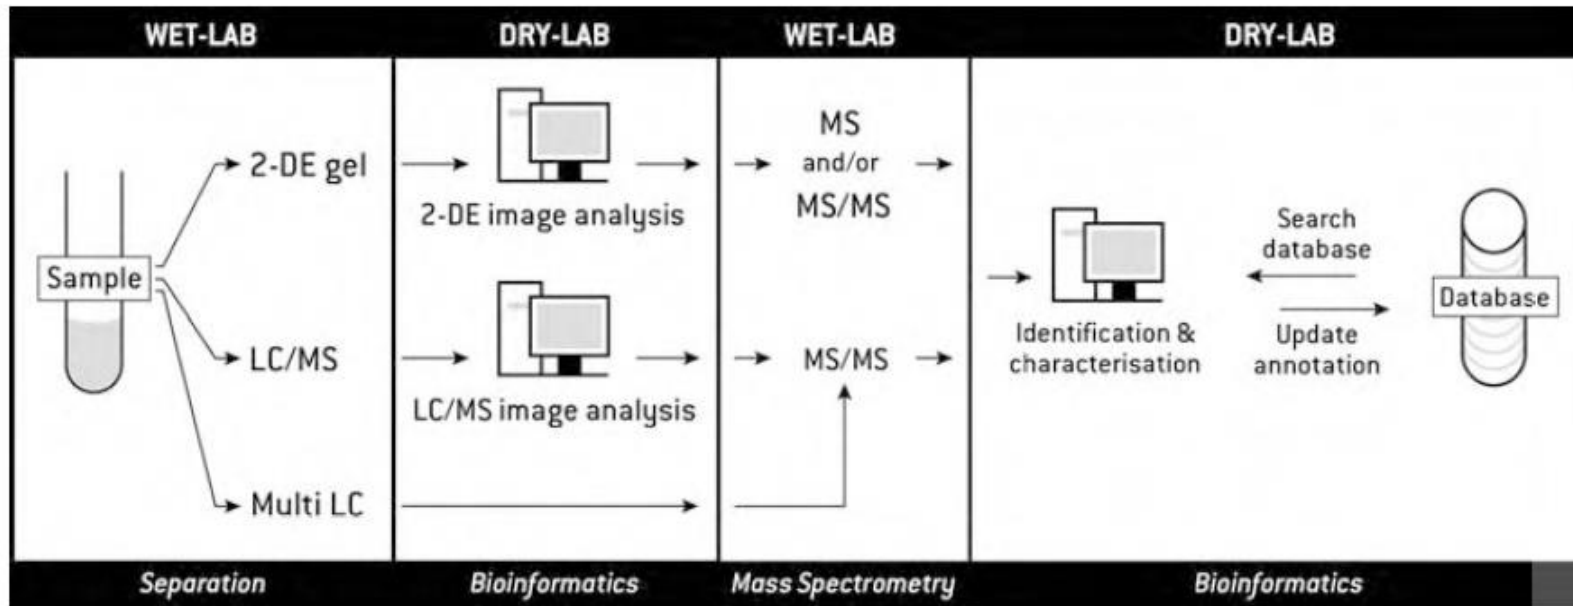 WET-LAB
DRY-LAB
WET-LAB
DRY-LAB
Sample
2-DE gel
LC/MS
Multi LC
2-DE image analysis
LC/MS image analysis
MS
and/or
MS/MS
MS/MS
Identification &
characterisation
Search
database
Update
annotation
Database
Separation
Bioinformatics
Mass Spectrometry
Bioinformatics